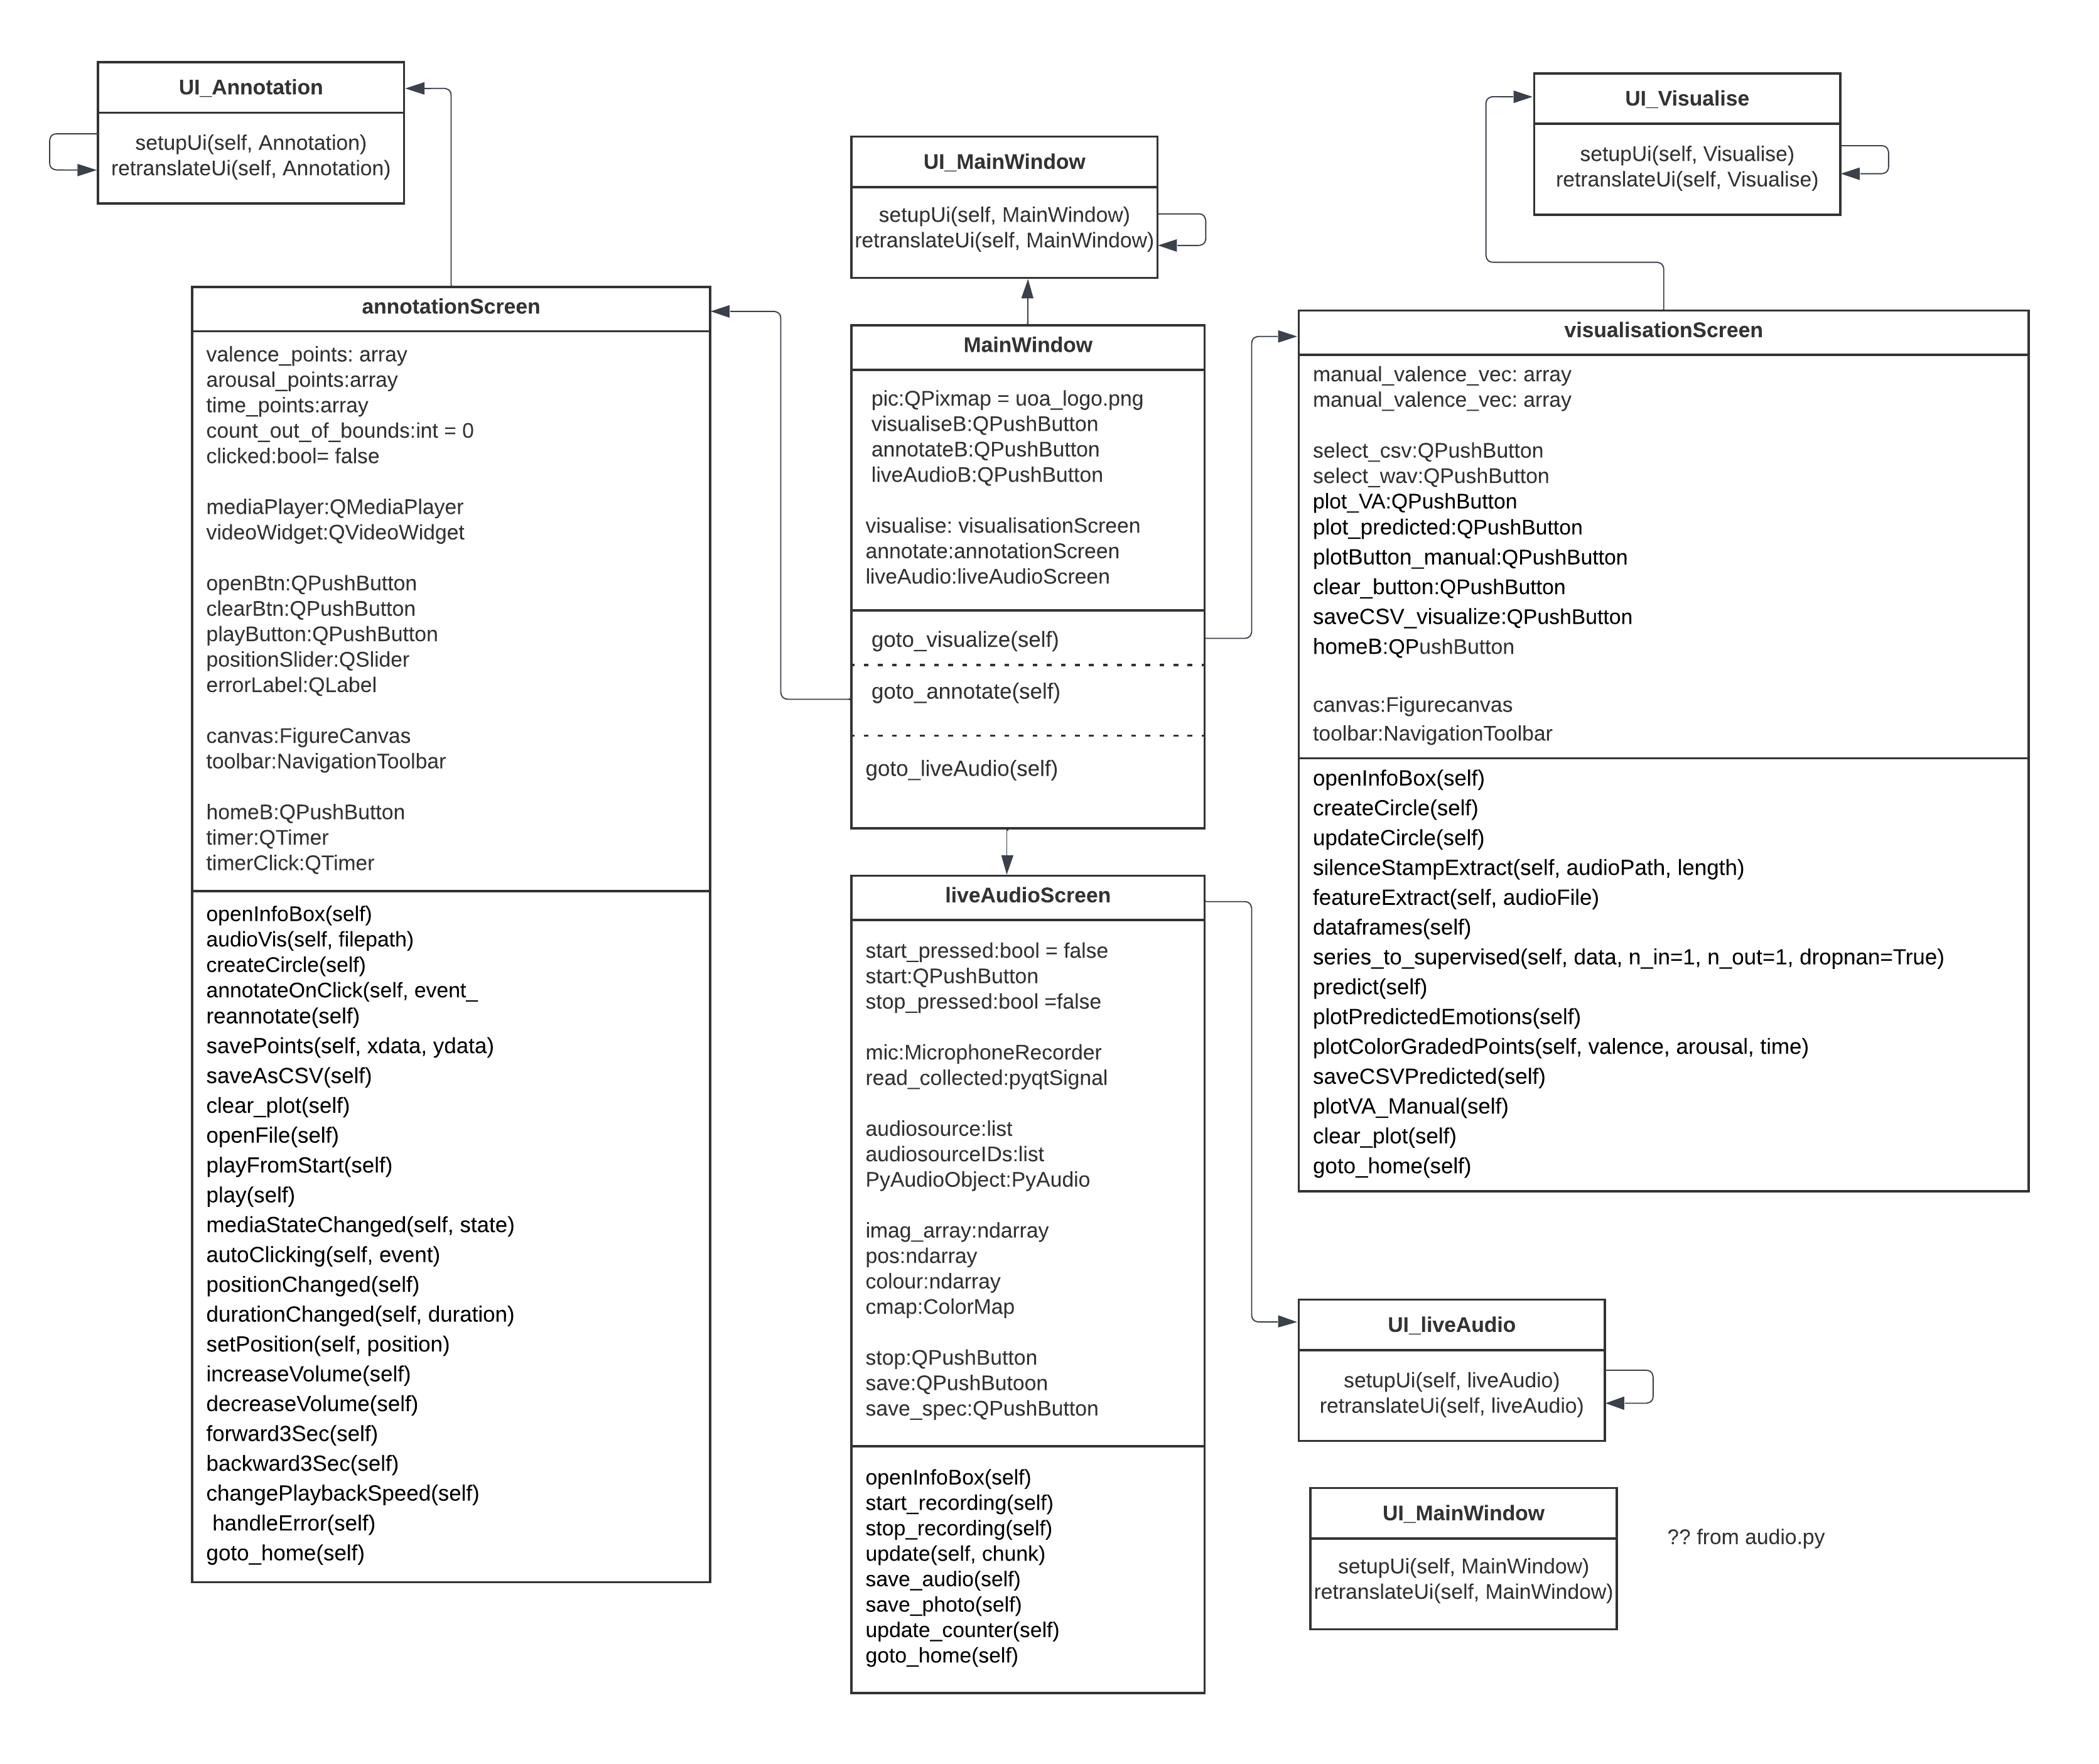 UI_Annotation
setupUi(self, Annotation)
retranslateUi(self, Annotation)
UI_MainWindow
setupUi(self, MainWindow)
retranslateUi(self, MainWindow)
UI_Visualise
setupUi(self, Visualise)
retranslateUi(self, Visualise)
annotationScreen
valence_points: array
arousal_points:array
time_points:array
count_out_of_bounds:int = 0
clicked:bool= false
mediaPlayer:QMediaPlayer
videoWidget:QVideoWidget
openBtn:QPushButton
clearBtn:QPushButton
playButton:QPushButton
positionSlider:QSlider
errorLabel:QLabel
canvas:FigureCanvas
toolbar:NavigationToolbar
homeB:QPushButton
timer:QTimer
timerClick:QTimer
openInfoBox(self)
audioVis(self, filepath)
createCircle(self)
annotateOnClick(self, event_
reannotate(self)
savePoints(self, xdata, ydata)
saveAsCSV(self)
clear_plot(self)
openFile(self)
playFromStart(self)
play(self)
mediaStateChanged(self, state)
autoClicking(self, event)
positionChanged(self)
durationChanged(self, duration)
setPosition(self, position)
increaseVolume(self)
decreaseVolume(self)
forward3Sec(self)
backward3Sec(self)
changePlaybackSpeed(self)
handleError(self)
goto_home(self)
MainWindow
pic:QPixmap = uoa_logo.png
visualiseB:QPushButton
annotateB:QPushButton
liveAudioB:QPushButton
visualise: visualisationScreen
annotate:annotationScreen
liveAudio:liveAudioScreen
goto_visualize(self)
goto_annotate(self)
goto_liveAudio(self)
liveAudioScreen
start_pressed:bool = false
start:QPushButton
stop_pressed:bool =false
mic:MicrophoneRecorder
read_collected:pyqtSignal
audiosource:list
audiosourceIDs:list
PyAudioObject:PyAudio
imag_array:ndarray
pos:ndarray
colour:ndarray
cmap:ColorMap
stop:QPushButton
save:QPushButoon
save_spec:QPushButton
openInfoBox(self)
start_recording(self)
stop_recording(self)
update(self, chunk)
save_audio(self)
save_photo(self)
update_counter(self)
goto_home(self)
visualisationScreen
manual_valence_vec: array
manual_valence_vec: array
select_csv:QPushButton
select_wav:QPushButton
plot_VA:QPushButton
plot_predicted:QPushButton
plotButton_manual:QPushButton
clear_button:QPushButton
saveCSV_visualize:QPushButton
homeB:QPushButton
canvas:Figurecanvas
toolbar:NavigationToolbar
openInfoBox(self)
createCircle(self)
updateCircle(self)
silenceStampExtract(self, audioPath, length)
featureExtract(self, audioFile)
dataframes(self)
series_to_supervised(self, data, n_in=1, n_out=1, dropnan=True)
predict(self)
plotPredictedEmotions(self)
plotColorGradedPoints(self, valence, arousal, time)
saveCSVPredicted(self)
plotVA_Manual(self)
clear_plot(self)
goto_home(self)
UI_liveAudio
setupUi(self, liveAudio)
retranslateUi(self, liveAudio)
UI_MainWindow
setupUi(self, MainWindow)
retranslateUi(self, MainWindow)
?? from audio.py